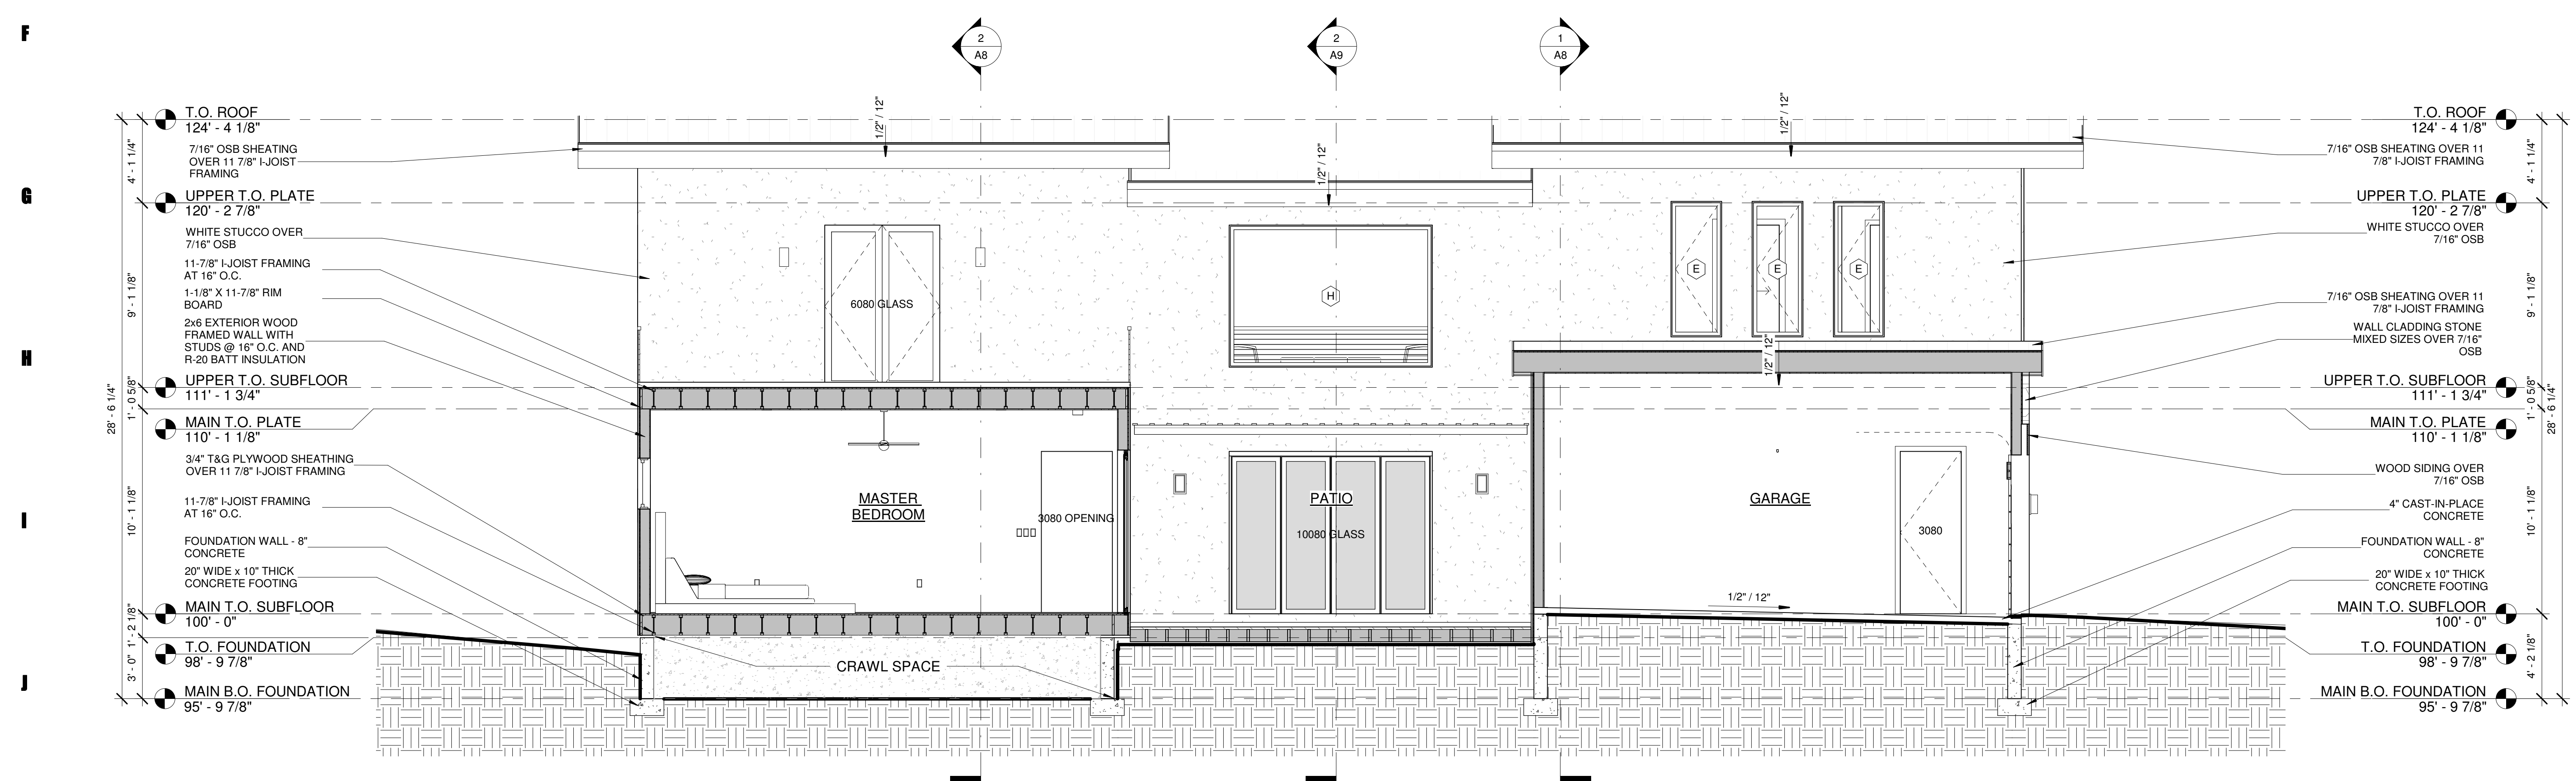 F
G
H
I
J
2
A8
2
A9
1
A8
T.O. ROOF
124' - 4 1/8"
7/16" OSB SHEATING
OVER 11 7/8" I-JOIST
FRAMING
UPPER T.O. PLATE
120' - 2 7/8"
WHITE STUCCO OVER
7/16" OSB
11-7/8" I-JOIST FRAMING
AT 16" O.C.
1-1/8" X 11-7/8" RIM
BOARD
2x6 EXTERIOR WOOD
FRAMED WALL WITH
STUDS @ 16" O.C. AND
R-20 BATT INSULATION
UPPER T.O. SUBFLOOR
111' - 1 3/4"
MAIN T.O. PLATE
110' - 1 1/8"
3/4" T&G PLYWOOD SHEATHING
OVER 11 7/8" I-JOIST FRAMING
11-7/8" I-JOIST FRAMING
AT 16" O.C.
FOUNDATION WALL - 8"
CONCRETE
20" WIDE x 10" THICK
CONCRETE FOOTING
MAIN T.O. SUBFLOOR
100' - 0"
T.O. FOUNDATION
98' - 9 7/8"
MAIN B.O. FOUNDATION
95' - 9 7/8"
28' - 6 1/4"
4' - 1 1/4"
9' - 1 1/8"
1' - 0 5/8"
10' - 1 1/8"
1' - 2 1/8"
3' - 0"
1/2" / 12"
1/2" / 12"
1/2" / 12"
1/2" / 12"
6080 GLASS
H
E
E
E
MASTER
BEDROOM
3080 OPENING
PATIO
10080 GLASS
GARAGE
3080
1/2" / 12"
CRAWL SPACE
T.O. ROOF
124' - 4 1/8"
7/16" OSB SHEATING OVER 11
7/8" I-JOIST FRAMING
UPPER T.O. PLATE
120' - 2 7/8"
WHITE STUCCO OVER
7/16" OSB
7/16" OSB SHEATING OVER 11
7/8" I-JOIST FRAMING
WALL CLADDING STONE
MIXED SIZES OVER 7/16"
OSB
UPPER T.O. SUBFLOOR
111' - 1 3/4"
MAIN T.O. PLATE
110' - 1 1/8"
WOOD SIDING OVER
7/16" OSB
4" CAST-IN-PLACE
CONCRETE
FOUNDATION WALL - 8"
CONCRETE
20" WIDE x 10" THICK
CONCRETE FOOTING
MAIN T.O. SUBFLOOR
100' - 0"
T.O. FOUNDATION
98' - 9 7/8"
MAIN B.O. FOUNDATION
95' - 9 7/8"
4' - 1 1/4"
9' - 1 1/8"
1' - 0 5/8"
10' - 1 1/8"
4' - 2 1/8"
28' - 6 1/4"